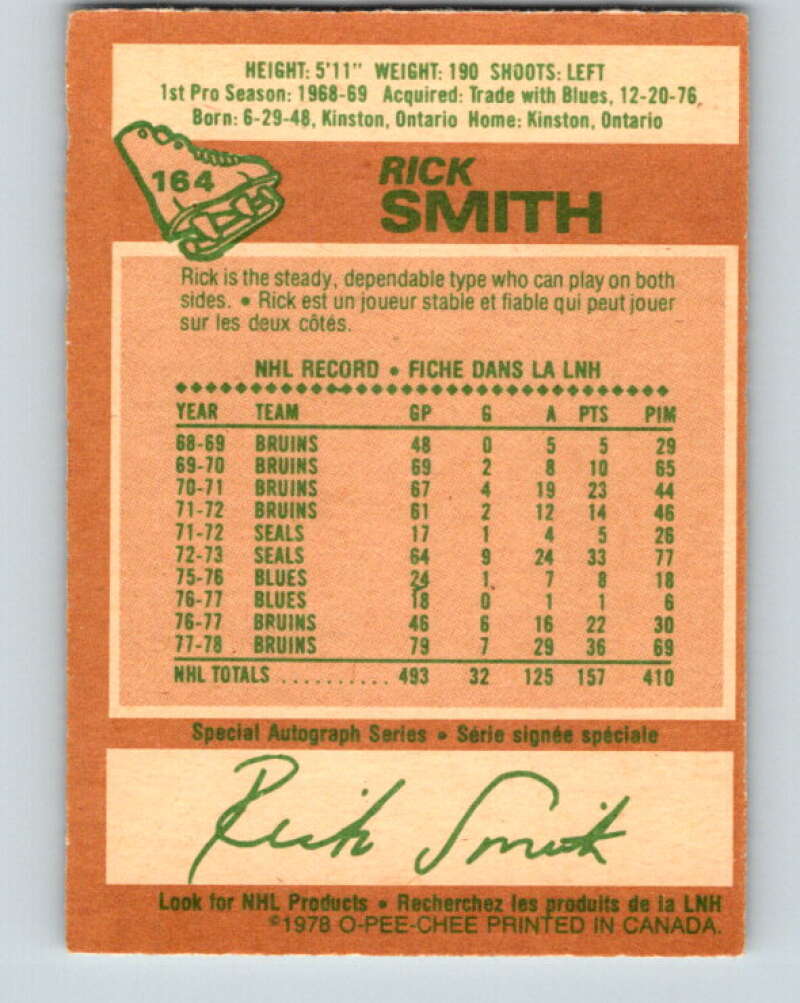 HEIGHT: 5'11" WEIGHT: 190 SHOOTS: LEFT
1st Pro Season: 1968-69 Acquired: Trade with Blues, 12-20-76
Born: 6-29-48, Kinston, Ontario Home: Kinston, Ontario
164
RICK
SMITH
Rick is the steady, dependable type who can play on both
sides. • Rick est un joueur stable et fiable qui peut jouer
sur les deux côtés.
NHL RECORD • FICHE DANS LA LNH
YEAR TEAM GP G A PTS PIM
68-69 BRUINS 48 0 5 5 29
69-70 BRUINS 69 2 8 10 65
70-71 BRUINS 67 4 19 23 44
71-72 BRUINS 61 2 12 14 46
71-72 SEALS 17 1 4 5 26
72-73 SEALS 64 9 24 33 77
75-76 BLUES 24 1 7 8 18
76-77 BLUES 18 0 1 1 6
76-77 BRUINS 46 6 16 22 30
77-78 BRUINS 79 7 29 36 69
NHL TOTALS .......... 493 32 125 157 410
Special Autograph Series • Série signée spéciale
Rick Smith
Look for NHL Products • Recherchez les produits de la LNH
©1978 O-PEE-CHEE PRINTED IN CANADA.